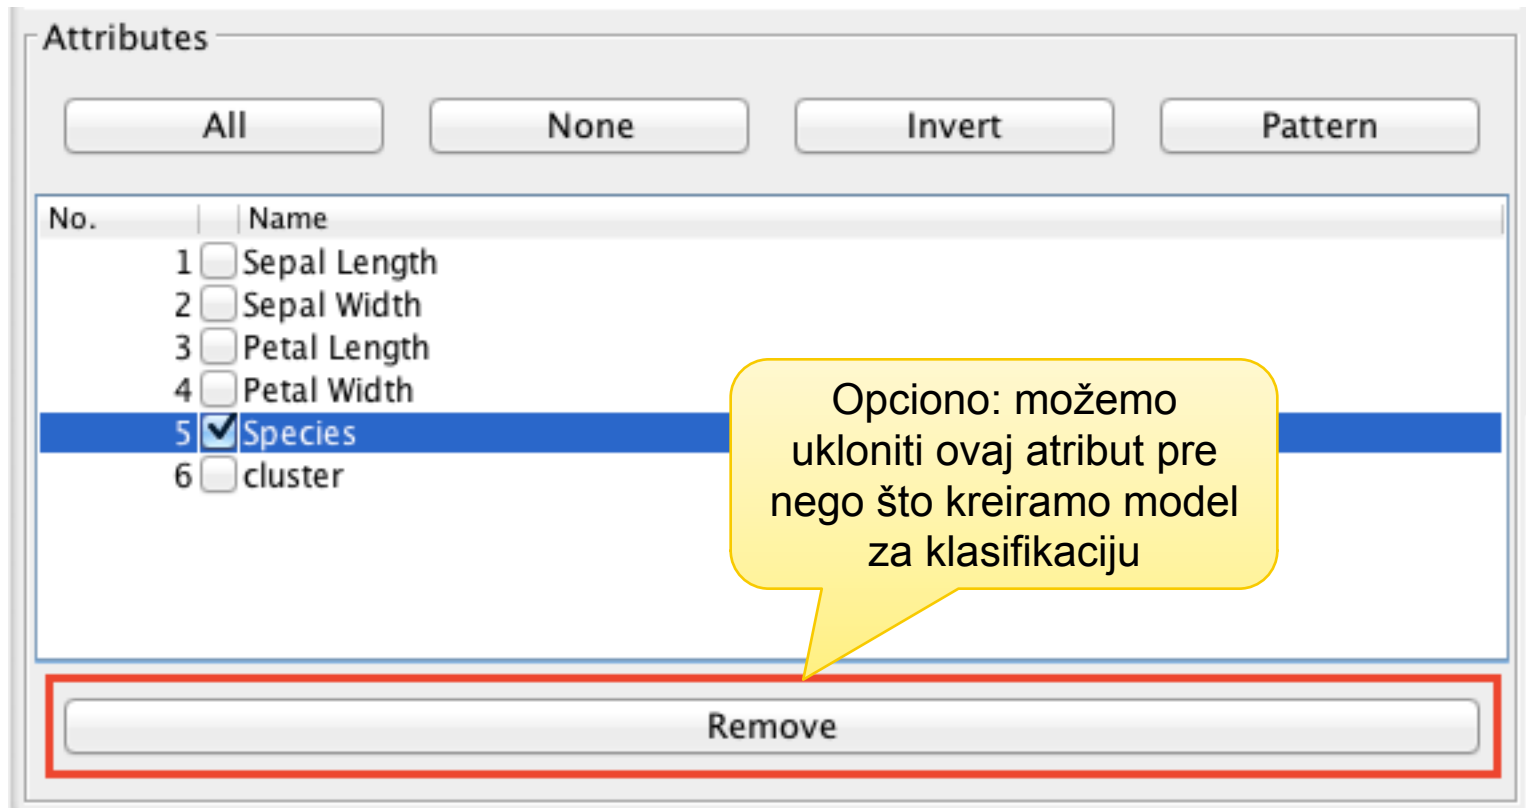 Attributes
All None Invert Pattern
No. Name
1 Sepal Length
2 Sepal Width
3 Petal Length
4 Petal Width
5 Species
6 cluster
Opciono: možemo
ukloniti ovaj atribut pre
nego što kreiramo model
za klasifikaciju
Remove